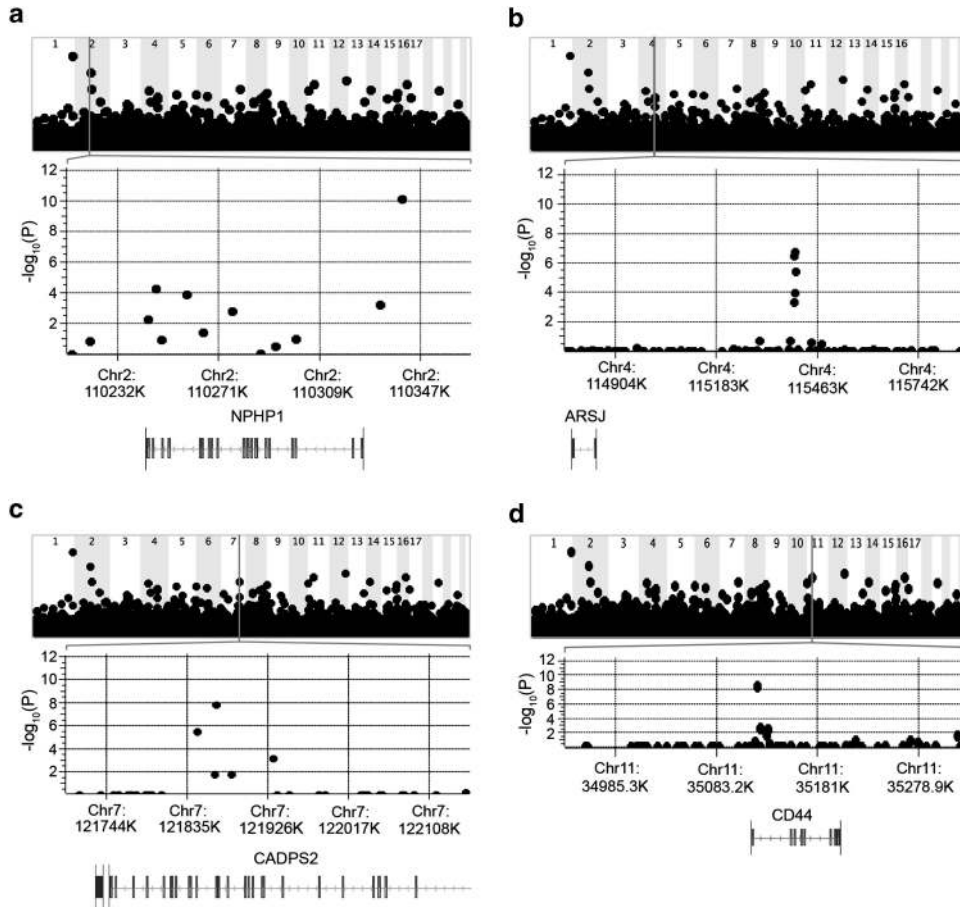 a
1 2 3 4 5 6 7 8 9 10 11 12 13 14 15 16 17
12
10
8
6
4
2
-log10(P)
Chr2: Chr2: Chr2: Chr2:
110232K 110271K 110309K 110347K
NPHP1
b
1 2 3 4 5 6 7 8 9 10 11 12 13 14 15 16
12
10
8
6
4
2
-log10(P)
Chr4: Chr4: Chr4: Chr4:
114904K 115183K 115463K 115742K
ARSJ
c
1 2 3 4 5 6 7 8 9 10 11 12 13 14 15 16 17
12
10
8
6
4
2
-log10(P)
Chr7: Chr7: Chr7: Chr7: Chr7:
121744K 121835K 121926K 122017K 122108K
CADPS2
d
1 2 3 4 5 6 7 8 9 10 11 12 13 14 15 16 17
12
10
8
6
4
2
-log10(P)
Chr11: Chr11: Chr11: Chr11:
34985.3K 35083.2K 35181K 35278.9K
CD44